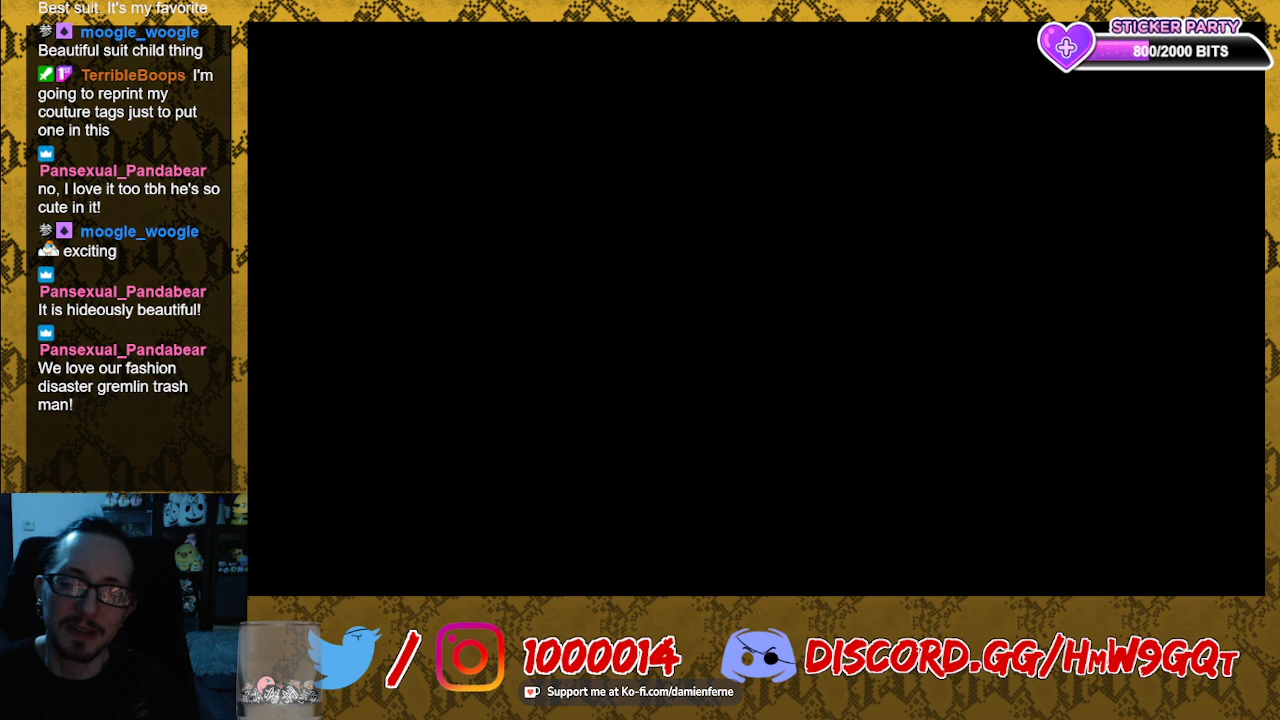 Best suit. It's my favorite
moogle_woogle
Beautiful suit child thing
TerribleBoops I'm
going to reprint my
couture tags just to put
one in this
Pansexual_Pandabear
no, I love it too tbh he's so
cute in it!
moogle_woogle
exciting
Pansexual_Pandabear
It is hideously beautiful!
Pansexual_Pandabear
We love our fashion
disaster gremlin trash
man!
STICKER PARTY
800/2000 BITS
/ 1000014
DISCORD.GG/HMW9GQT
Support me at Ko-fi.com/damienferne